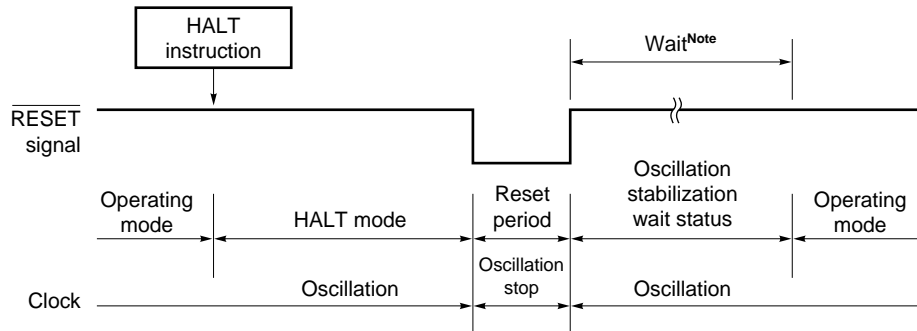 HALT
instruction
Wait^Note
RESET
signal
Operating
mode
HALT mode
Reset
period
Oscillation
stabilization
wait status
Operating
mode
Clock
Oscillation
Oscillation
stop
Oscillation